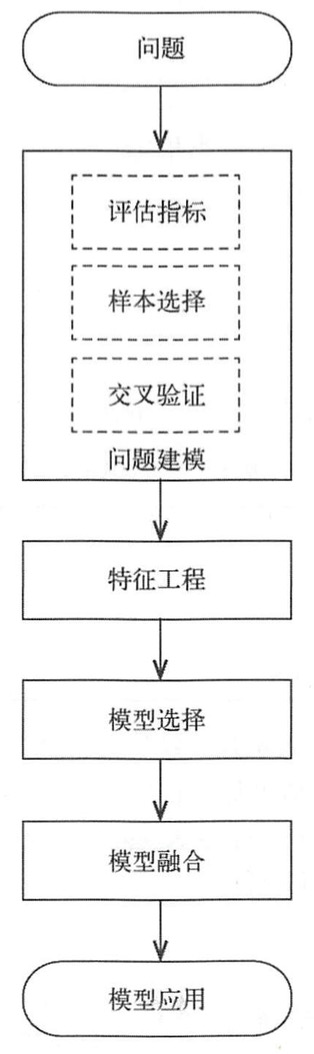 问题
评估指标
样本选择
交叉验证
问题建模
特征工程
模型选择
模型融合
模型应用